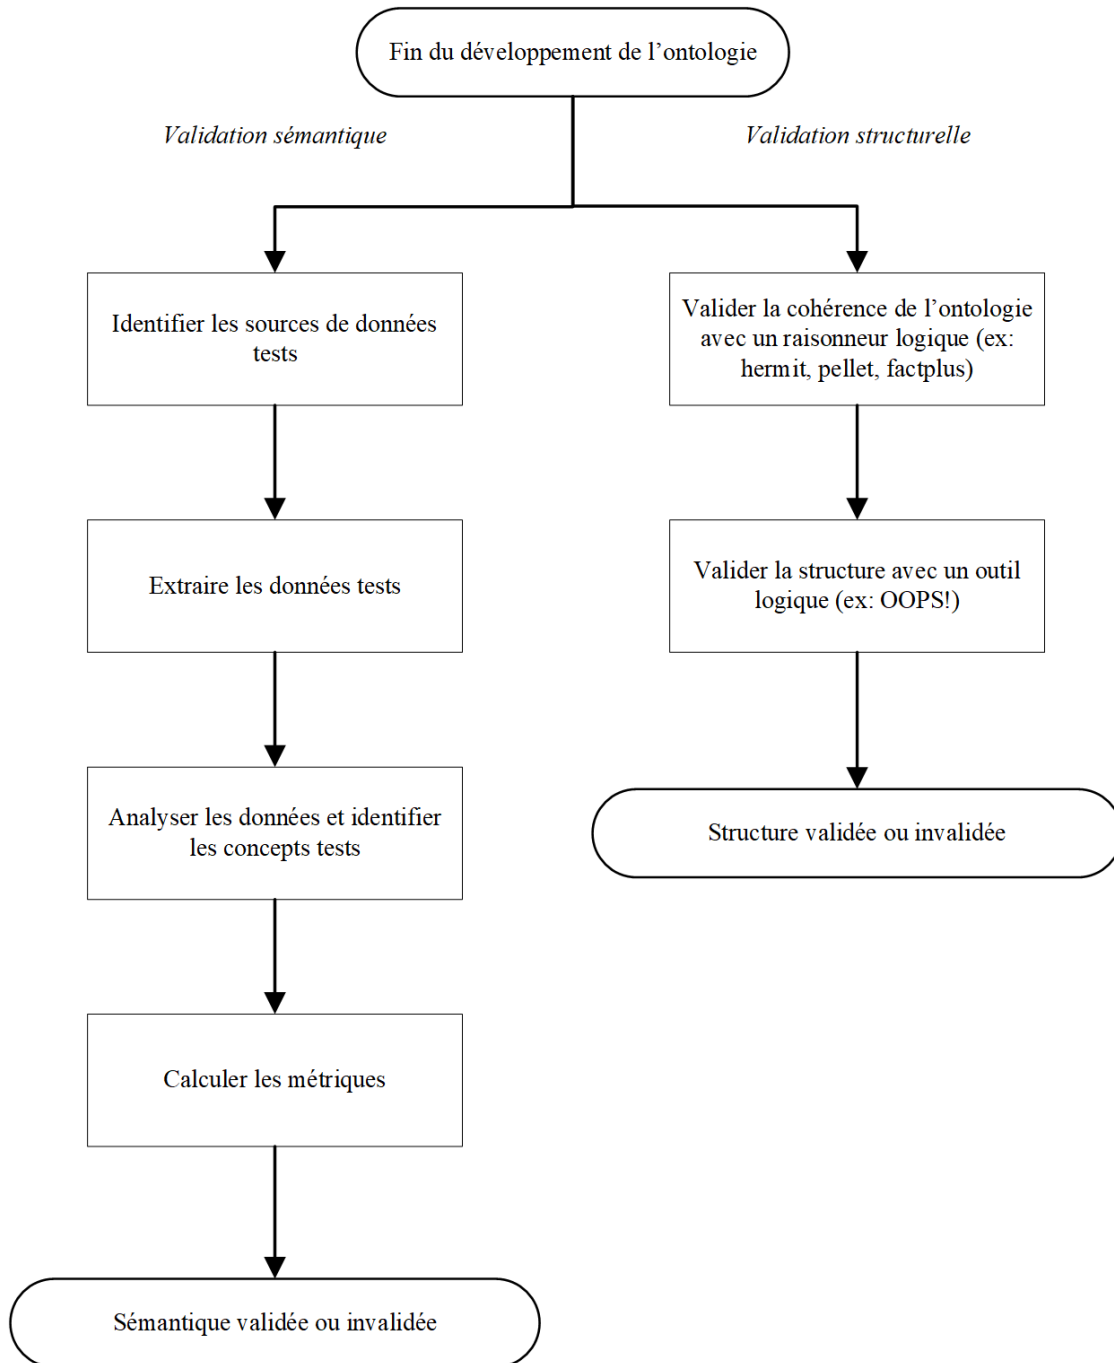 Fin du développement de l'ontologie
Validation sémantique
Validation structurelle
Identifier les sources de données
tests
Valider la cohérence de l'ontologie
avec un raisonneur logique (ex:
hermit, pellet, factplus)
Extraire les données tests
Valider la structure avec un outil
logique (ex: OOPS!)
Analyser les données et identifier
les concepts tests
Structure validée ou invalidée
Calculer les métriques
Sémantique validée ou invalidée